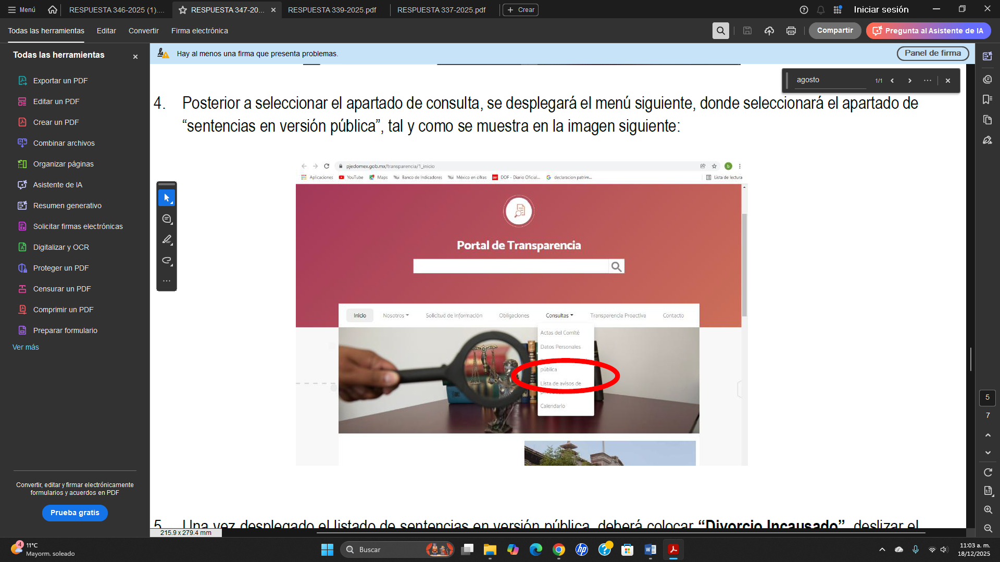 Menú
RESPUESTA 346-2025 (1)....
RESPUESTA 347-20...
RESPUESTA 339-2025.pdf
RESPUESTA 337-2025.pdf
Crear
Iniciar sesión
Todas las herramientas
Editar
Convertir
Firma electrónica
Compartir
Pregunta al Asistente de IA
Todas las herramientas
Hay al menos una firma que presenta problemas.
Panel de firma
agosto
1/1
Exportar un PDF
Editar un PDF
Crear un PDF
Combinar archivos
Organizar páginas
Asistente de IA
Resumen generativo
Solicitar firmas electrónicas
Digitalizar y OCR
Proteger un PDF
Censurar un PDF
Comprimir un PDF
Preparar formulario
Ver más
Convertir, editar y firmar electrónicamente
formularios y acuerdos en PDF
Prueba gratis
4. Posterior a seleccionar el apartado de consulta, se desplegará el menú siguiente, donde seleccionará el apartado de
“sentencias en versión pública”, tal y como se muestra en la imagen siguiente:
pjedomex.gob.mx/transparencia/1_inicio
b
Aplicaciones
YouTube
Maps
Banco de Indicadores
México en cifras
DOF - Diario Oficial...
declaracion patrim...
Lista de lectura
Portal de Transparencia
Inicio
Nosotros
Solicitud de Información
Obligaciones
Consultas
Transparencia Proactiva
Contacto
Actas del Comité
Datos Personales
pública
Lista de avisos de
Calendario
5. Una vez desplegado el listado de sentencias en versión pública, deberá colocar “Divorcio Incausado”, deslizar el
215.9 x 279.4 mm
5
7
4
11°C
Mayorm. soleado
Buscar
11:03 a. m.
18/12/2025